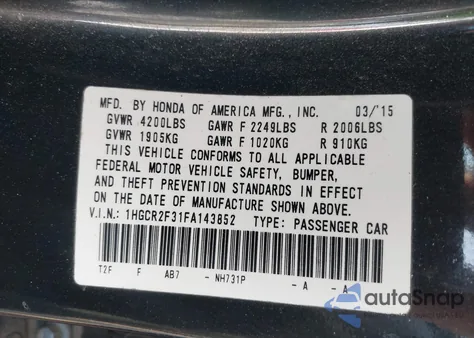 MFD. BY HONDA OF AMERICA MFG., INC. 03/'15
GVWR 4200LBS GAWR F 2249LBS R 2006LBS
GVWR 1905KG GAWR F 1020KG R 910KG
THIS VEHICLE CONFORMS TO ALL APPLICABLE
FEDERAL MOTOR VEHICLE SAFETY, BUMPER,
AND THEFT PREVENTION STANDARDS IN EFFECT
ON THE DATE OF MANUFACTURE SHOWN ABOVE.
V.I.N.: 1HGCR2F31FA143852 TYPE: PASSENGER CAR
T2F F AB7 - NH731P - A - A
autoSnap